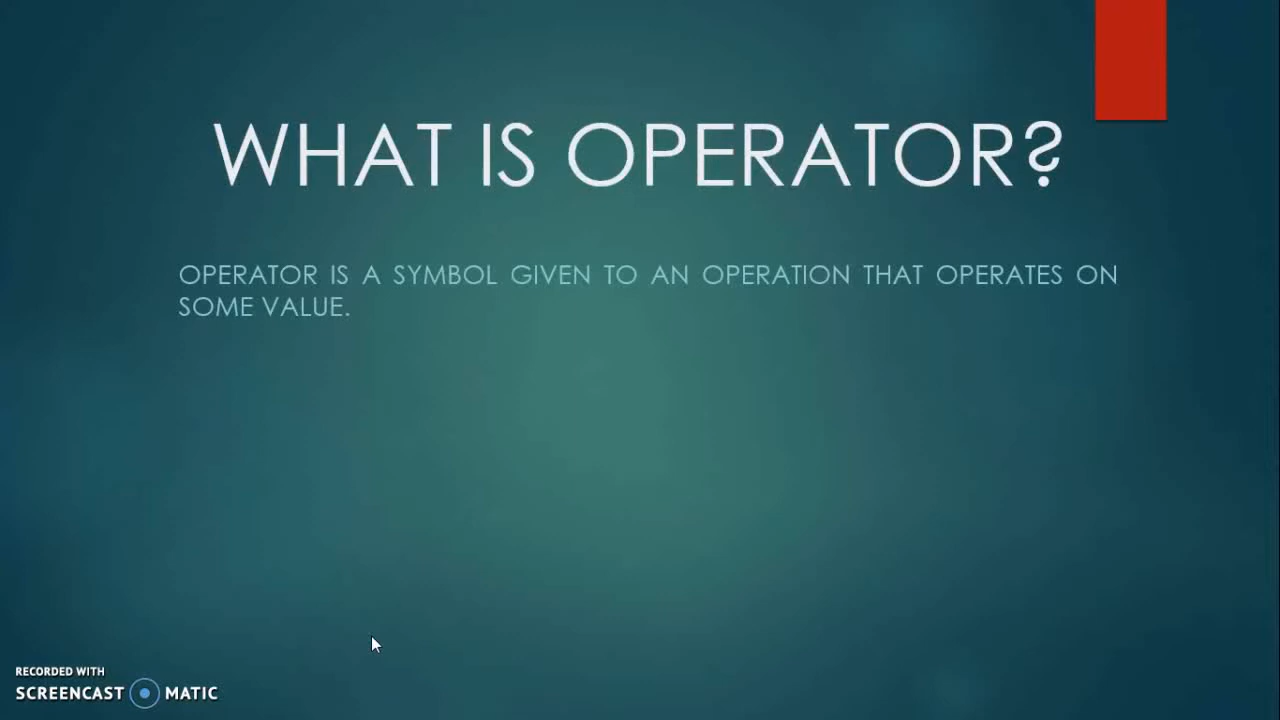 WHAT IS OPERATOR?
OPERATOR IS A SYMBOL GIVEN TO AN OPERATION THAT OPERATES ON
SOME VALUE.
RECORDED WITH
SCREENCAST MATIC